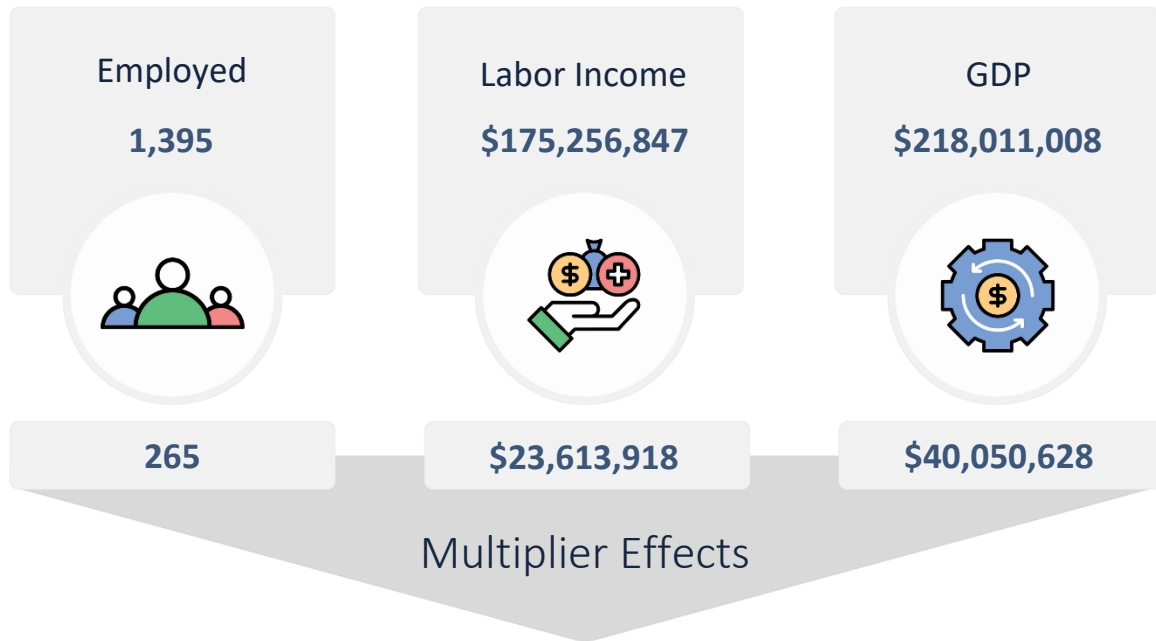 Employed
1,395
Labor Income
$175,256,847
GDP
$218,011,008
$
$
265
$23,613,918
$40,050,628
Multiplier Effects